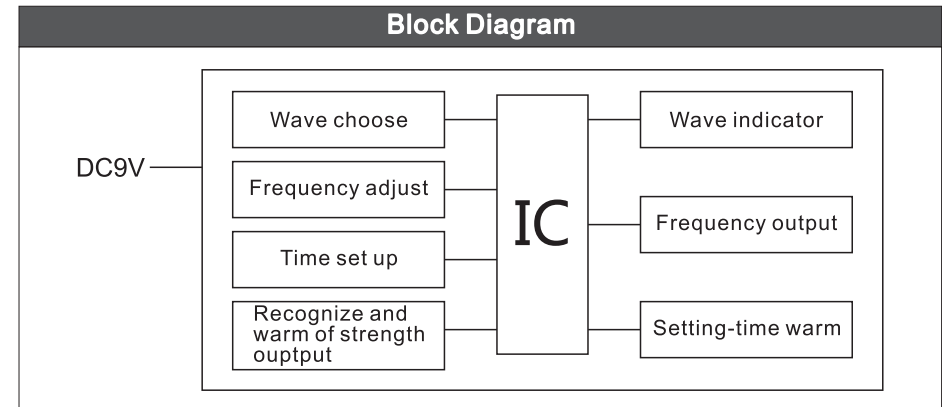 Block Diagram
DC9V
Wave choose
Frequency adjust
Time set up
Recognize and
warm of strength
ouptput
IC
Wave indicator
Frequency output
Setting-time warm